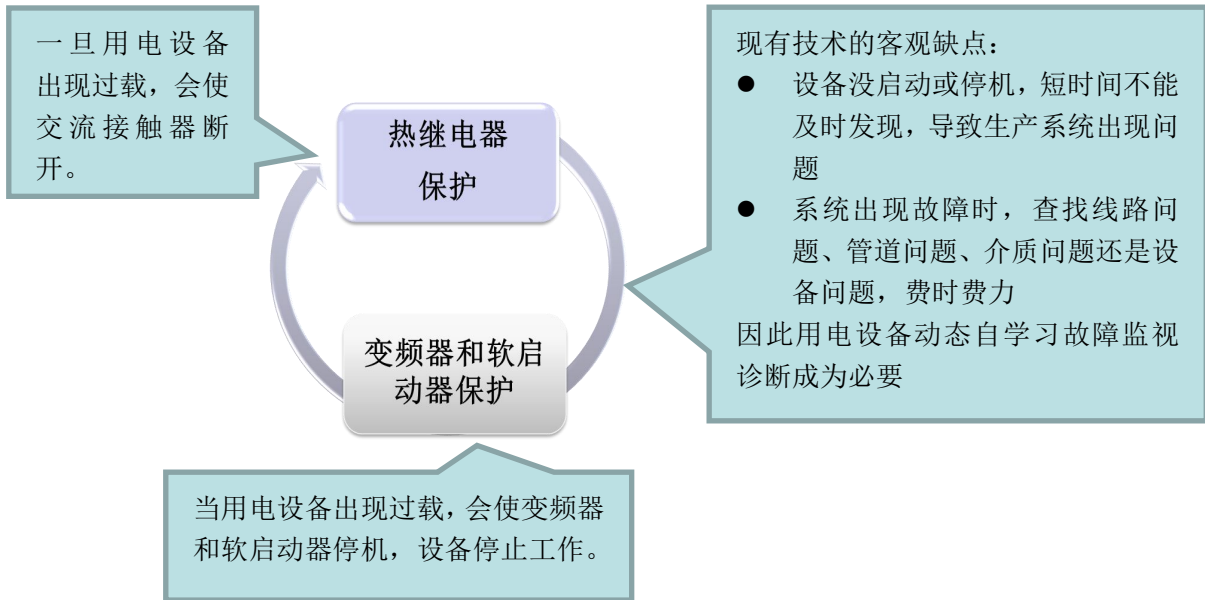 一旦用电设备
出现过载，会使
交流接触器断
开。
热继电器
保护
变频器和软启
动器保护
当用电设备出现过载，会使变频器
和软启动器停机，设备停止工作。
现有技术的客观缺点：
● 设备没启动或停机，短时间不能
及时发现，导致生产系统出现问
题
● 系统出现故障时，查找线路问
题、管道问题、介质问题还是设
备问题，费时费力
因此用电设备动态自学习故障监视
诊断成为必要